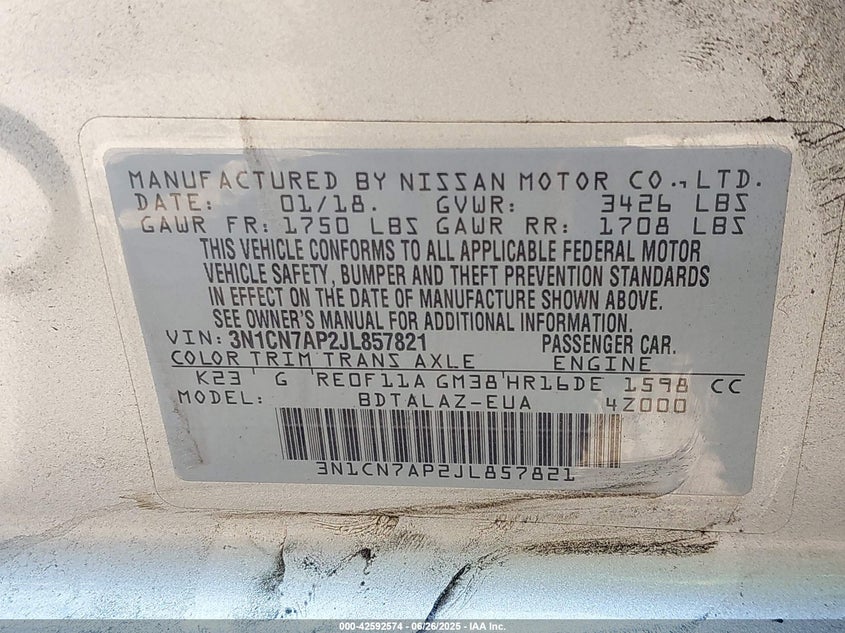 MANUFACTURED BY NISSAN MOTOR CO., LTD.
DATE: 01/18. GVWR: 3426 LBS
GAWR FR: 1750 LBS GAWR RR: 1708 LBS
THIS VEHICLE CONFORMS TO ALL APPLICABLE FEDERAL MOTOR
VEHICLE SAFETY, BUMPER AND THEFT PREVENTION STANDARDS
IN EFFECT ON THE DATE OF MANUFACTURE SHOWN ABOVE.
SEE OWNER'S MANUAL FOR ADDITIONAL INFORMATION.
VIN: 3N1CN7AP2JL857821 PASSENGER CAR.
COLOR TRIM TRANS AXLE ENGINE
K23 G RE0F11A GM38 HR16DE 1598 CC
MODEL: BDTALAZ-EUA 4Z000
3N1CN7AP2JL857821
000-42592574 | 06/26/2025 - IAA Inc.